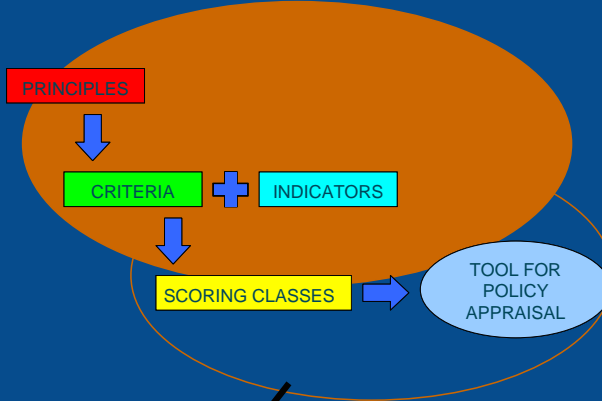 PRINCIPLES
CRITERIA
INDICATORS
SCORING CLASSES
TOOL FOR
POLICY
APPRAISAL